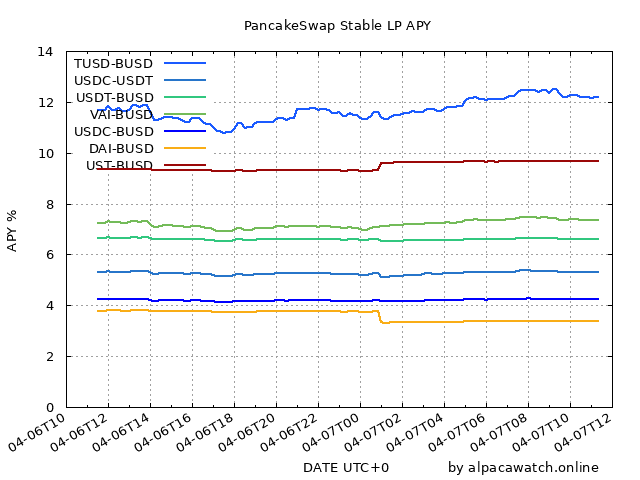 PancakeSwap Stable LP APY
14
12
10
8
6
4
2
0
APY %
TUSD-BUSD
USDC-USDT
USDT-BUSD
VAI-BUSD
USDC-BUSD
DAI-BUSD
UST-BUSD
04-06T10
04-06T12
04-06T14
04-06T16
04-06T18
04-06T20
04-06T22
04-07T00
04-07T02
04-07T04
04-07T06
04-07T08
04-07T10
04-07T12
DATE UTC+0
by alpacawatch.online